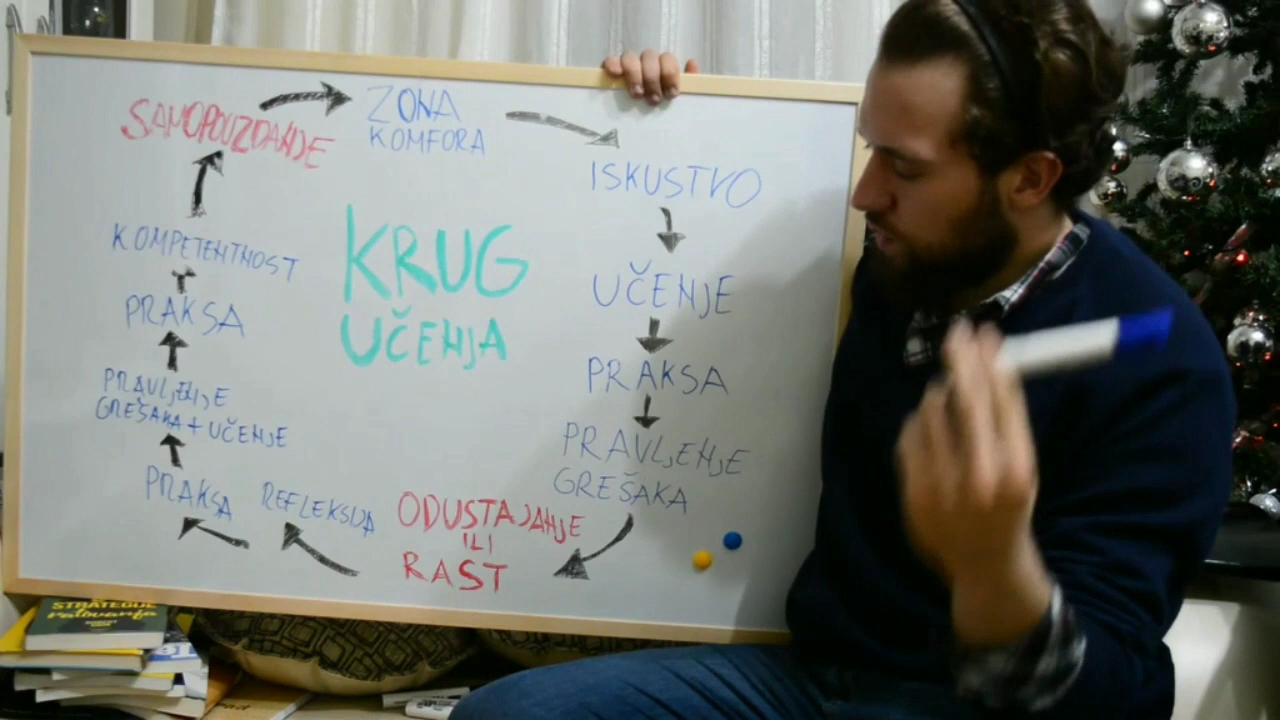 KRUG
UČENJA
ZONA
KOMFORA
ISKUSTVO
UČENJE
PRAKSA
PRAVLJENJE
GREŠAKA
ODUSTAJANJE
ILI
RAST
REFLEKSIJA
PRAKSA
PRAVLJENJE
GREŠAKA + UČENJE
PRAKSA
KOMPETENTNOST
SAMOPOUZDANJE
STRATEGIJE
ratovanja